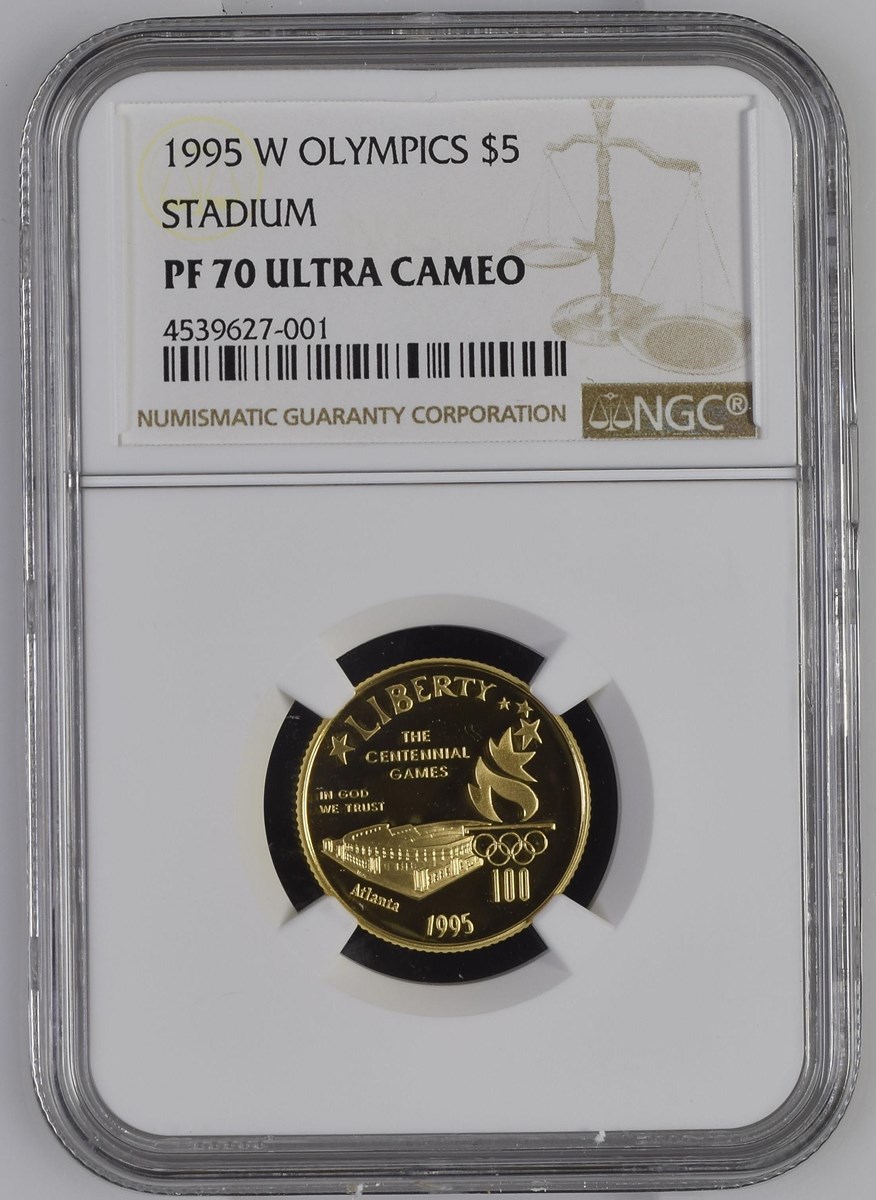 1995 W OLYMPICS $5
STADIUM
PF 70 ULTRA CAMEO
4539627-001
NUMISMATIC GUARANTY CORPORATION
NGC®
LIBERTY
THE
CENTENNIAL
GAMES
IN GOD
WE TRUST
100
Atlanta
1995